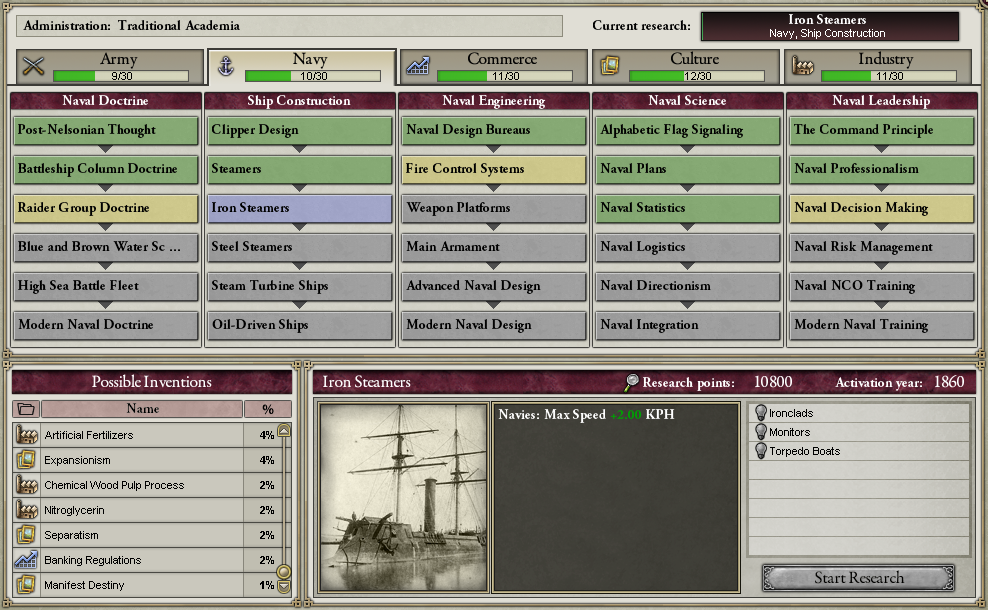 Administration: Traditional Academia
Current research:
Iron Steamers
Navy, Ship Construction
Army
9/30
Navy
10/30
Commerce
11/30
Culture
12/30
Industry
11/30
Naval Doctrine
Ship Construction
Naval Engineering
Naval Science
Naval Leadership
Post-Nelsonian Thought
Clipper Design
Naval Design Bureaus
Alphabetic Flag Signaling
The Command Principle
Battleship Column Doctrine
Steamers
Fire Control Systems
Naval Plans
Naval Professionalism
Raider Group Doctrine
Iron Steamers
Weapon Platforms
Naval Statistics
Naval Decision Making
Blue and Brown Water Sc ...
Steel Steamers
Main Armament
Naval Logistics
Naval Risk Management
High Sea Battle Fleet
Steam Turbine Ships
Advanced Naval Design
Naval Directionism
Naval NCO Training
Modern Naval Doctrine
Oil-Driven Ships
Modern Naval Design
Naval Integration
Modern Naval Training
Possible Inventions
Name %
Artificial Fertilizers 4%
Expansionism 4%
Chemical Wood Pulp Process 2%
Nitroglycerin 2%
Separatism 2%
Banking Regulations 2%
Manifest Destiny 1%
Iron Steamers
Research points: 10800
Activation year: 1860
Navies: Max Speed +2.00 KPH
Ironclads
Monitors
Torpedo Boats
Start Research